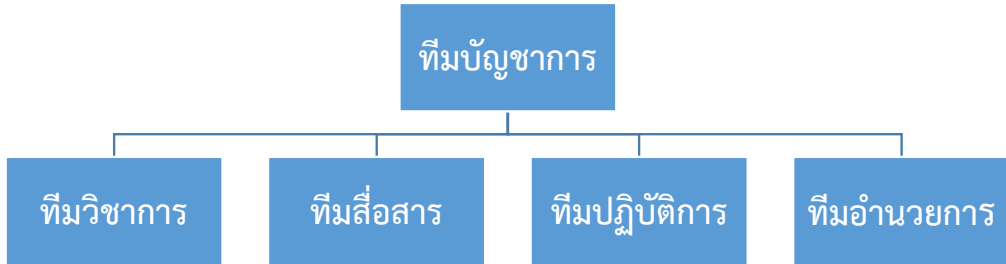 ทีมบัญชาการ
ทีมวิชาการ
ทีมสื่อสาร
ทีมปฏิบัติการ
ทีมอำนวยการ